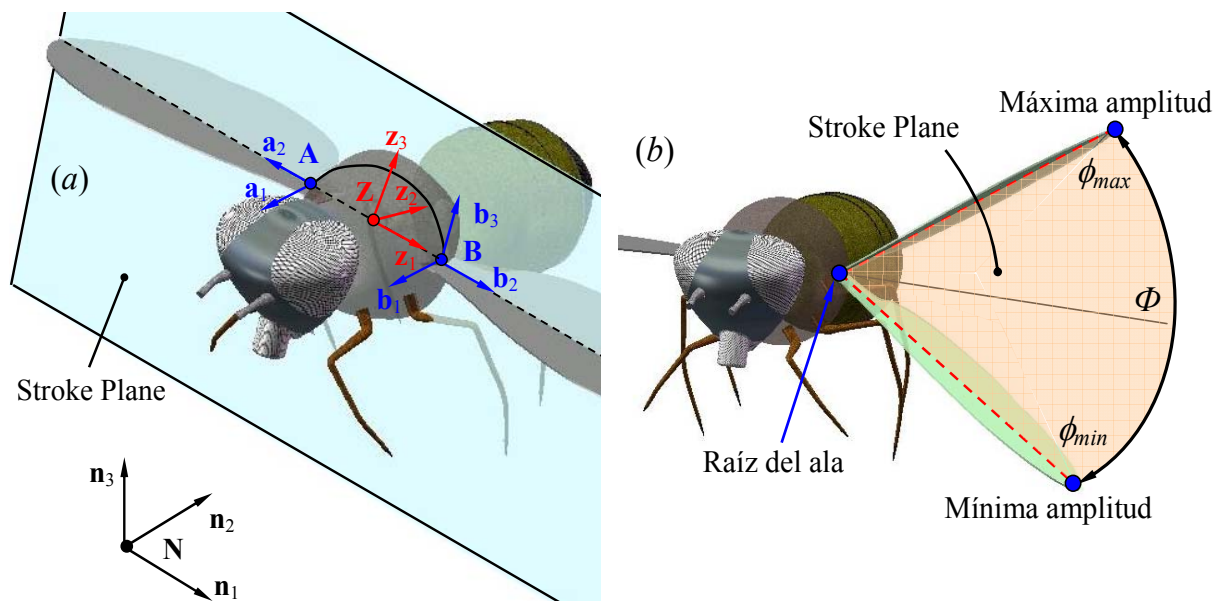 (a)
a₂
A
a₁
Z
z₃
z₂
z₁
b₃
B
b₂
b₁
Stroke Plane
n₃
n₂
N
n₁
(b)
Stroke Plane
Máxima amplitud
ϕmax
Φ
ϕmin
Raíz del ala
Mínima amplitud